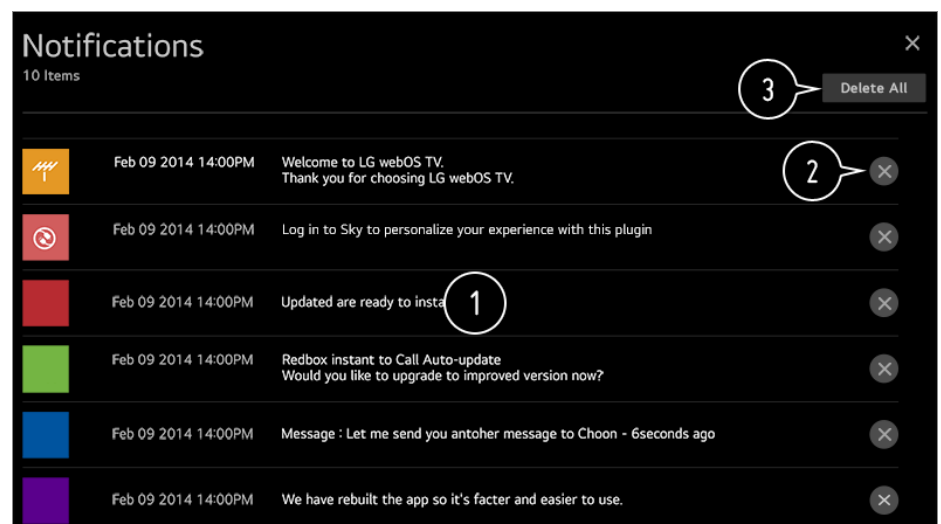 Notifications
10 Items
3
Delete All
Feb 09 2014 14:00PM
Welcome to LG webOS TV.
Thank you for choosing LG webOS TV.
2
Feb 09 2014 14:00PM
Log in to Sky to personalize your experience with this plugin
Feb 09 2014 14:00PM
Updated are ready to insta
1
Feb 09 2014 14:00PM
Redbox instant to Call Auto-update
Would you like to upgrade to improved version now?
Feb 09 2014 14:00PM
Message : Let me send you antoher message to Choon - 6seconds ago
Feb 09 2014 14:00PM
We have rebuilt the app so it's facter and easier to use.